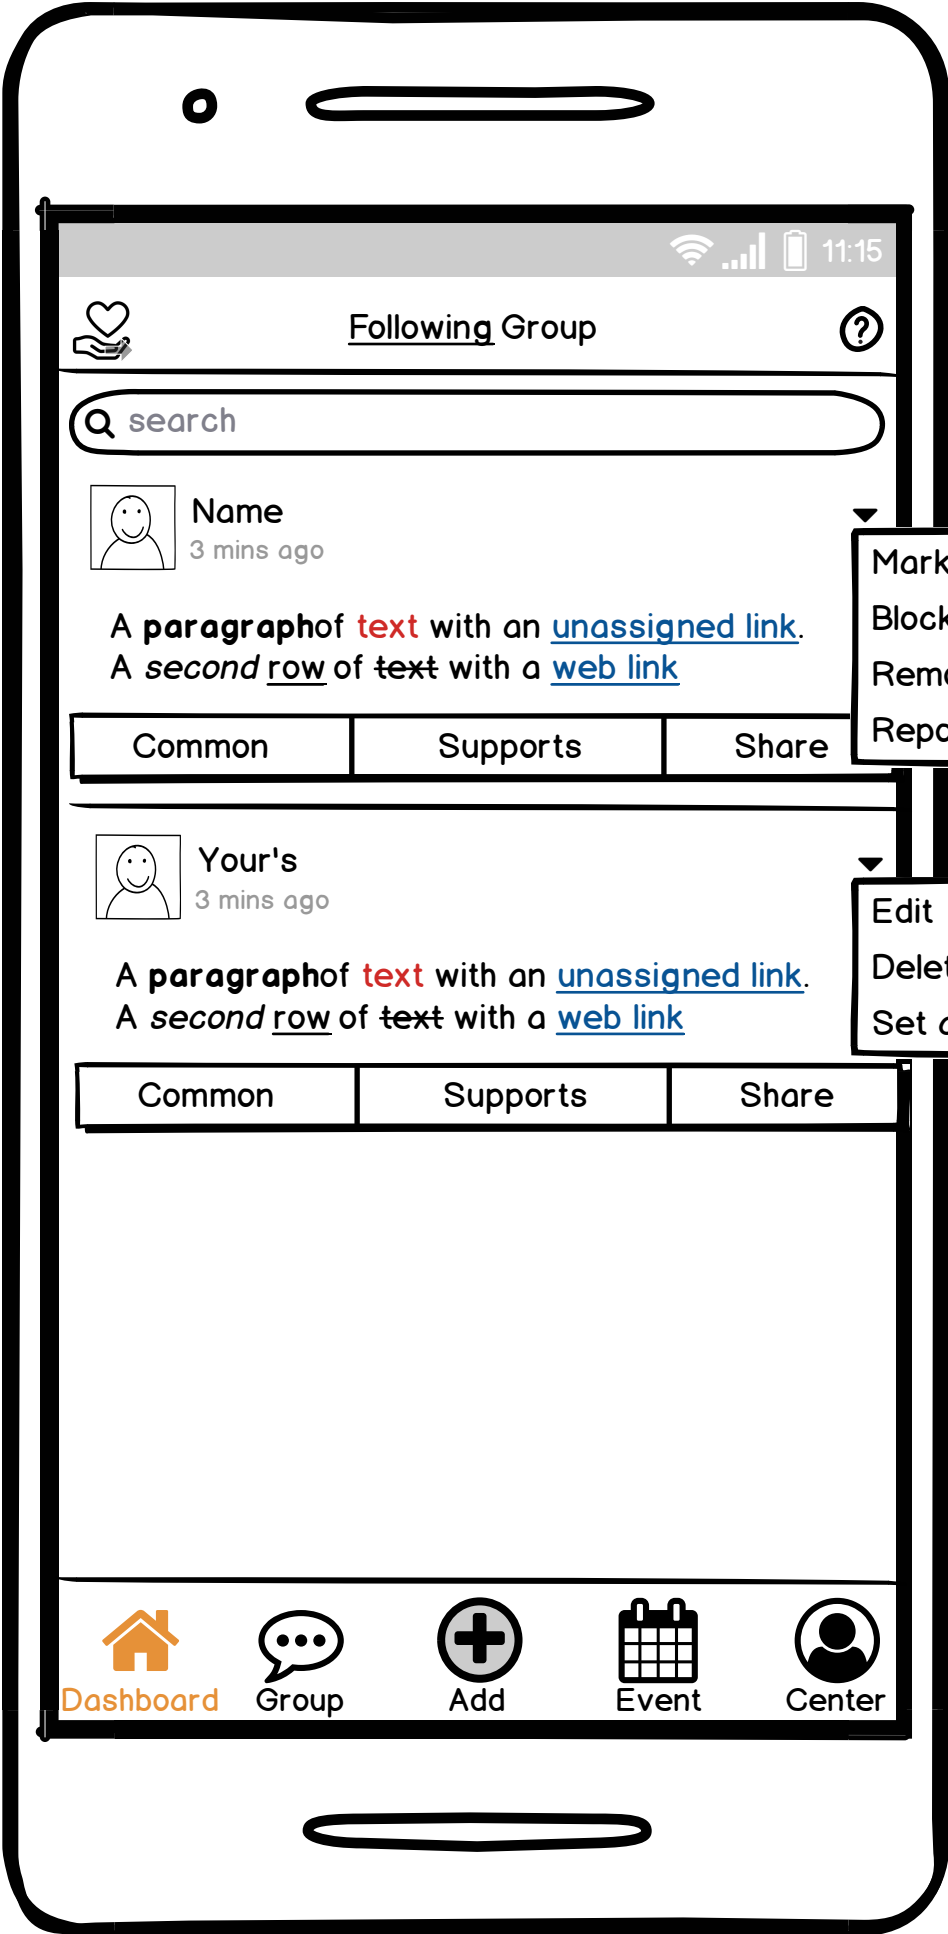 11:15
Following Group
search
Name
3 mins ago
A paragraphof text with an unassigned link.
A second row of text with a web link
Mark
Block
Common Supports Share
Your's
3 mins ago
Edit
A paragraphof text with an unassigned link.
A second row of text with a web link
Set
Common Supports Share
Dashboard Group Add Event Center